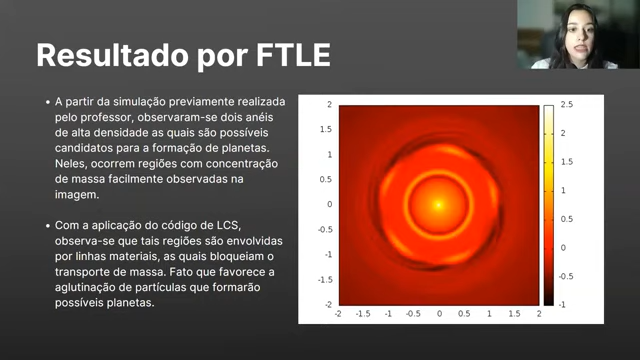 Resultado por FTLE
• A partir da simulação previamente realizada
pelo professor, observaram-se dois anéis
de alta densidade as quais são possíveis
candidatos para a formação de planetas.
Neles, ocorrem regiões com concentração
de massa facilmente observadas na
imagem.
• Com a aplicação do código de LCS,
observa-se que tais regiões são envolvidas
por linhas materiais, as quais bloqueiam o
transporte de massa. Fato que favorece a
aglutinação de partículas que formarão
possíveis planetas.
2
1.5
1
0.5
0
-0.5
-1
-1.5
-2
-2 -1.5 -1 -0.5 0 0.5 1 1.5 2
2.5
2
1.5
1
0.5
0
-0.5
-1